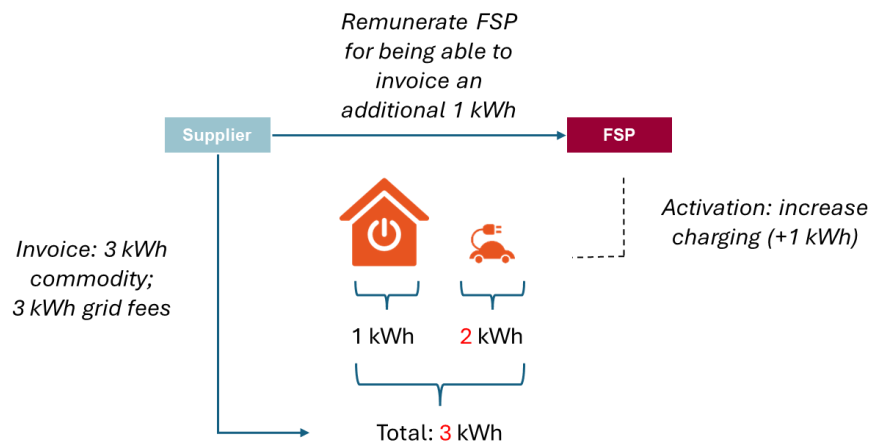 Remunerate FSP
for being able to
invoice an
additional 1 kWh
Supplier
FSP
Invoice: 3 kWh
commodity;
3 kWh grid fees
Activation: increase
charging (+1 kWh)
1 kWh
2 kWh
Total: 3 kWh